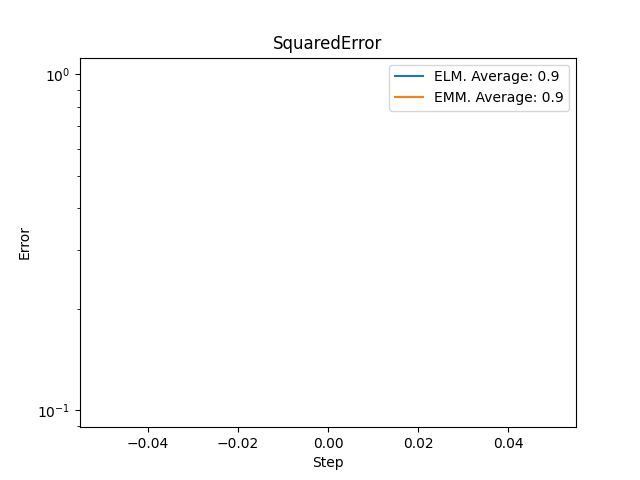 SquaredError
ELM. Average: 0.9
EMM. Average: 0.9
Error
10⁰
10⁻¹
−0.04 −0.02 0.00 0.02 0.04
Step